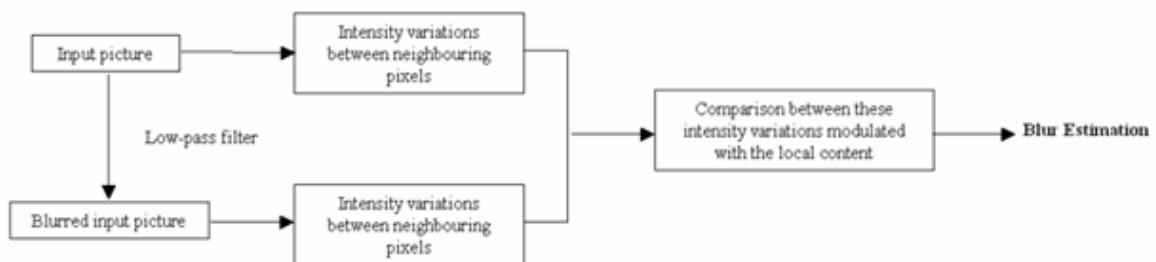 Input picture
Intensity variations
between neighbouring
pixels
Low-pass filter
Comparison between these
intensity variations modulated
with the local content
Blur Estimation
Blurred input picture
Intensity variations
between neighbouring
pixels